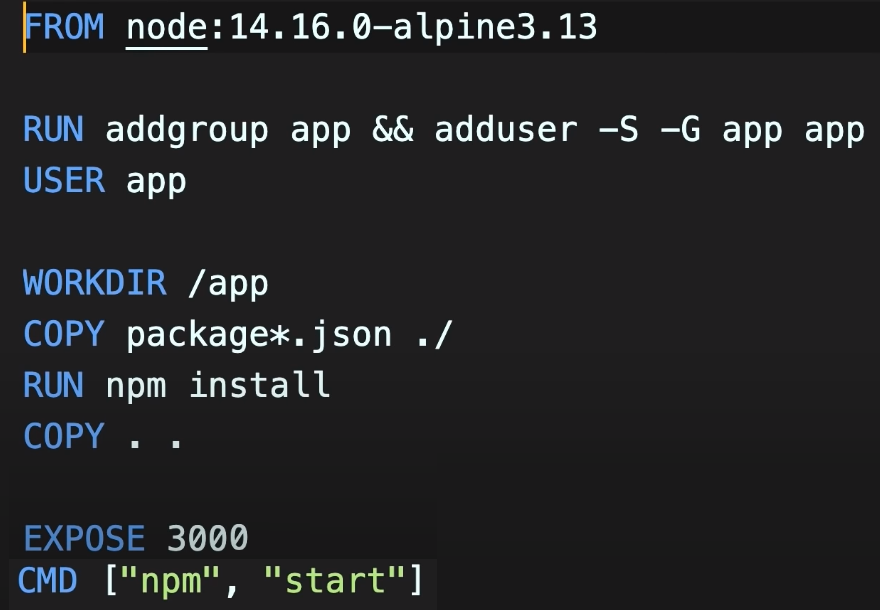 FROM node:14.16.0-alpine3.13
RUN addgroup app && adduser -S -G app app
USER app
WORKDIR /app
COPY package*.json ./
RUN npm install
COPY . .
EXPOSE 3000
CMD ["npm", "start"]